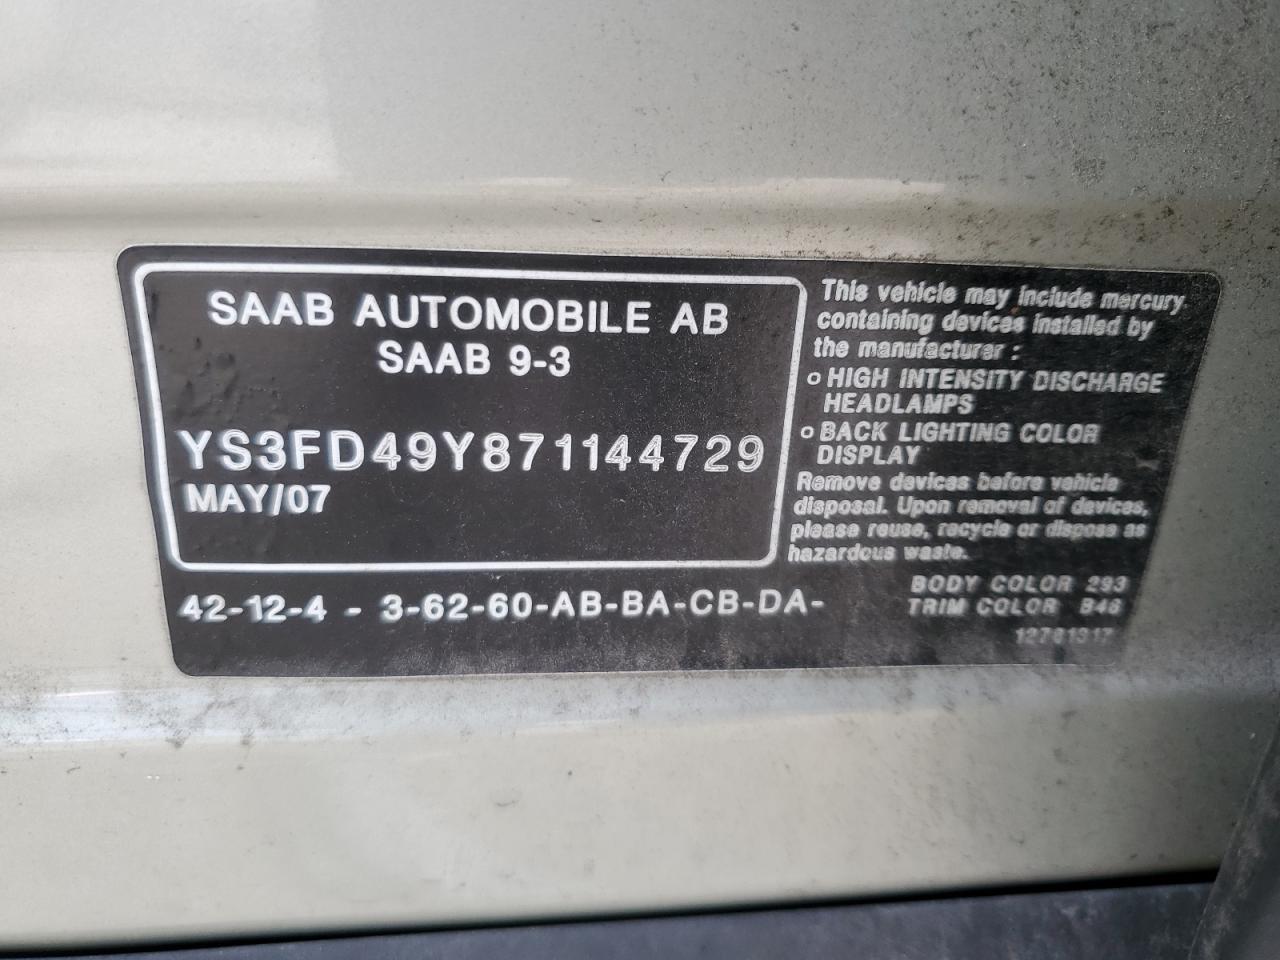 SAAB AUTOMOBILE AB
SAAB 9-3
YS3FD49Y871144729
MAY/07
42-12-4 - 3-62-60-AB-BA-CB-DA-
This vehicle may include mercury
containing devices installed by
the manufacturer :
o HIGH INTENSITY DISCHARGE
HEADLAMPS
o BACK LIGHTING COLOR
DISPLAY
Remove devices before vehicle
disposal. Upon removal of devices,
please reuse, recycle or dispose as
hazardous waste.
BODY COLOR 293
TRIM COLOR